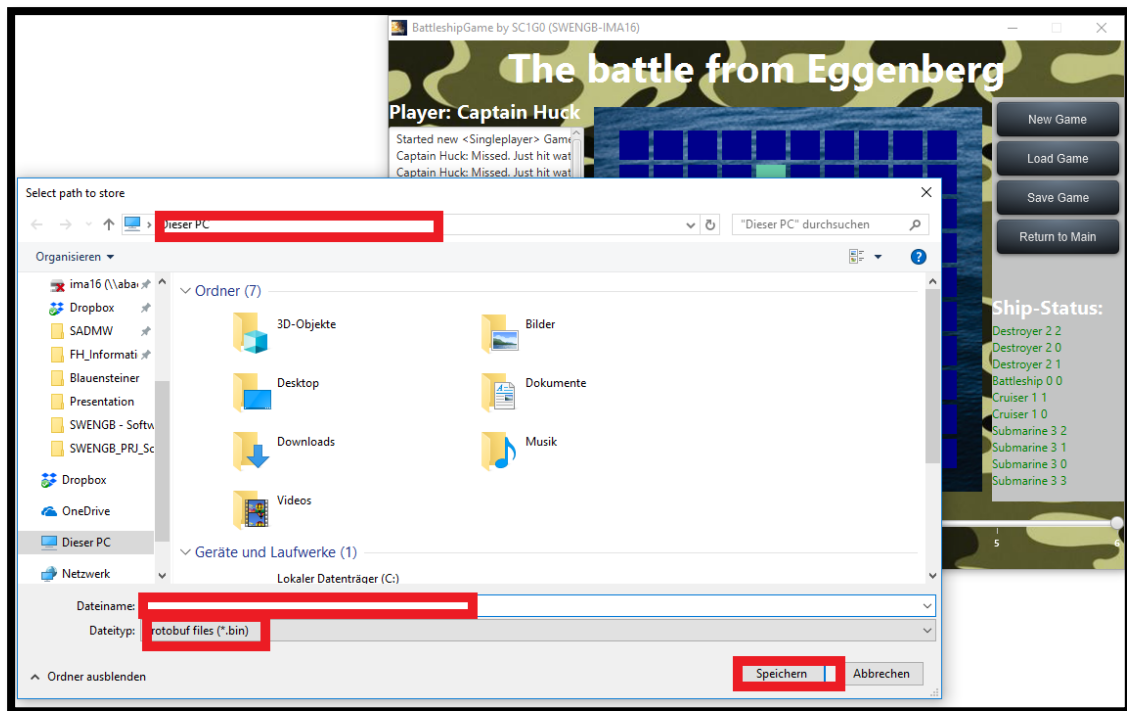 BattleshipGame by SC1G0 (SWENGB-IMA16)
The battle from Eggenberg
Player: Captain Huck
Started new <Singleplayer> Game
Captain Huck: Missed. Just hit wat
Captain Huck: Missed. Just hit wat
New Game
Load Game
Save Game
Return to Main
Ship-Status:
Destroyer 2 2
Destroyer 2 0
Destroyer 2 1
Battleship 0 0
Cruiser 1 1
Cruiser 1 0
Submarine 3 2
Submarine 3 1
Submarine 3 0
Submarine 3 3
5
6
Select path to store
Dieser PC
"Dieser PC" durchsuchen
Organisieren
ima16 (\\aba
Dropbox
SADMW
FH_Informati
Blauensteiner
Presentation
SWENGB - Softw
SWENGB_PRJ_Sc
Dropbox
OneDrive
Dieser PC
Netzwerk
Ordner (7)
3D-Objekte
Bilder
Desktop
Dokumente
Downloads
Musik
Videos
Geräte und Laufwerke (1)
Lokaler Datenträger (C:)
Dateiname:
Dateityp: rotobuf files (*.bin)
Ordner ausblenden
Speichern
Abbrechen